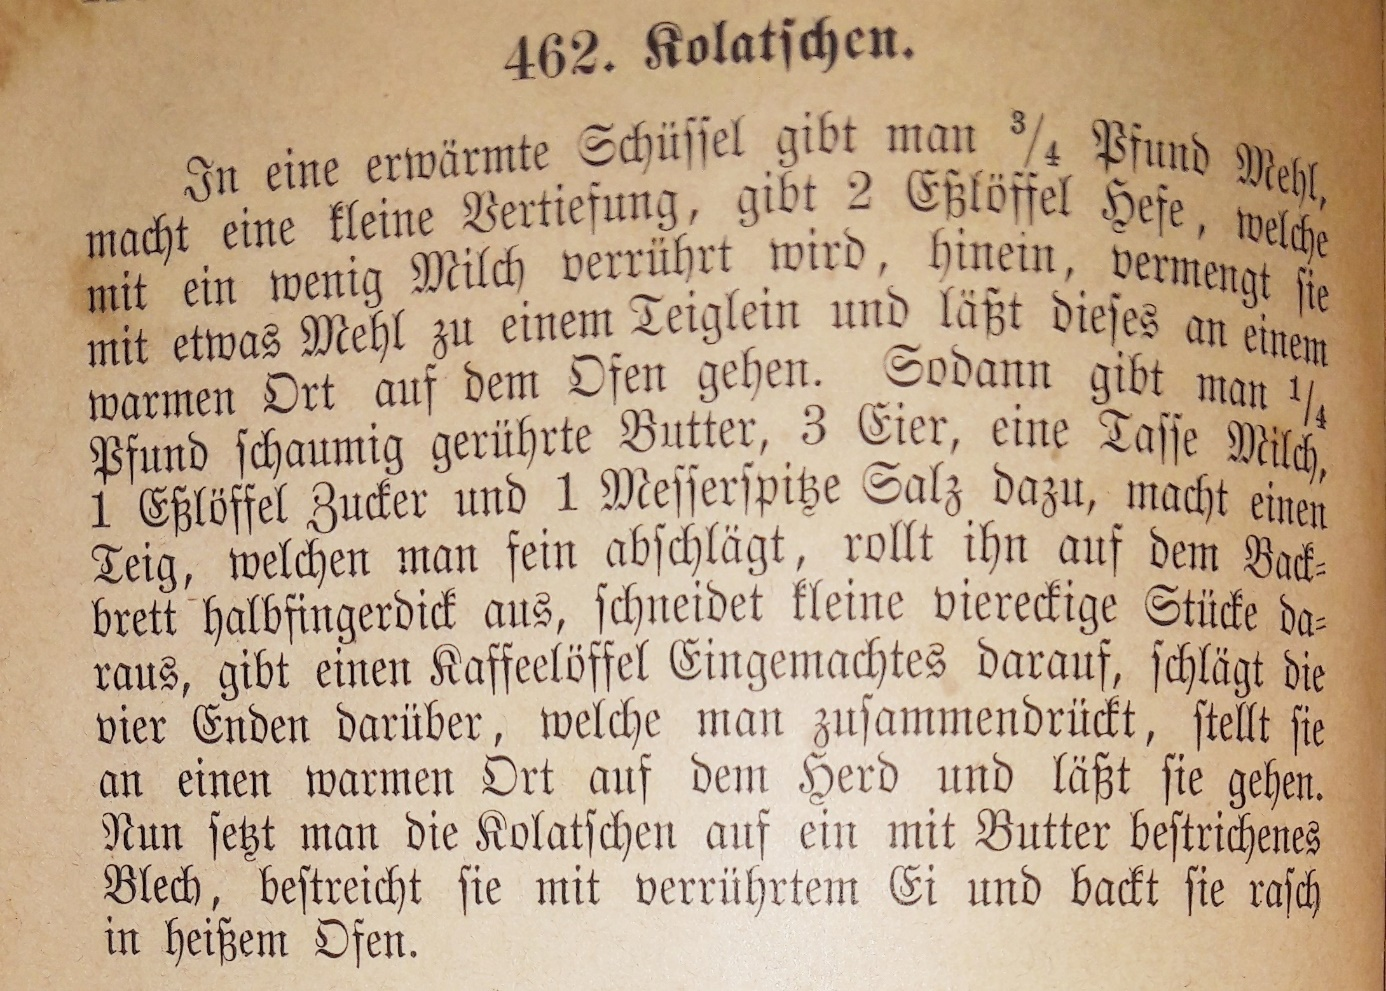 462. Kolatschen.
In eine erwärmte Schüssel gibt man 3/4 Pfund Mehl,
macht eine kleine Vertiefung, gibt 2 Eßlöffel Hefe, welche
mit ein wenig Milch verrührt wird, hinein, vermengt sie
mit etwas Mehl zu einem Teiglein und läßt dieses an einem
warmen Ort auf dem Ofen gehen. Sodann gibt man 1/4
Pfund schaumig gerührte Butter, 3 Eier, eine Tasse Milch,
1 Eßlöffel Zucker und 1 Messerspitze Salz dazu, macht einen
Teig, welchen man fein abschlägt, rollt ihn auf dem Back-
brett halbfingerdick aus, schneidet kleine viereckige Stücke da-
raus, gibt einen Kaffeelöffel Eingemachtes darauf, schlägt die
vier Enden darüber, welche man zusammendrückt, stellt sie
an einen warmen Ort auf dem Herd und läßt sie gehen.
Nun setzt man die Kolatschen auf ein mit Butter bestrichenes
Blech, bestreicht sie mit verrührtem Ei und backt sie rasch
in heißem Ofen.